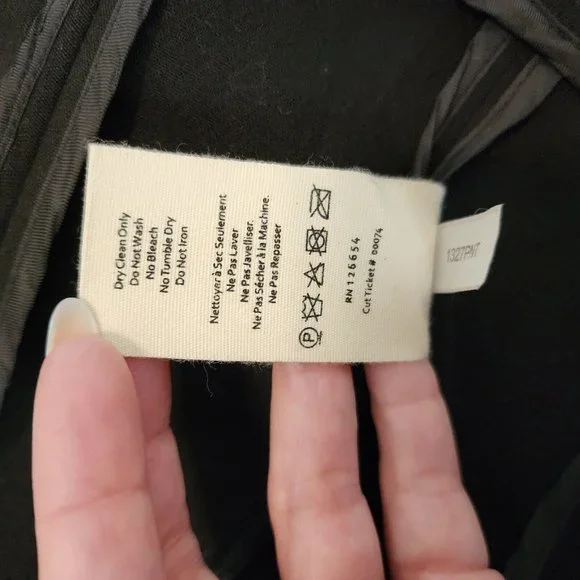 Dry Clean Only
Do Not Wash
No Bleach
No Tumble Dry
Do Not Iron
Nettoyer à Sec Seulement
Ne Pas Laver
Ne Pas Javelliser.
Ne Pas Sécher à la Machine.
Ne Pas Repasser
P
RN 126654
Cut Ticket # 00074
1327PNT